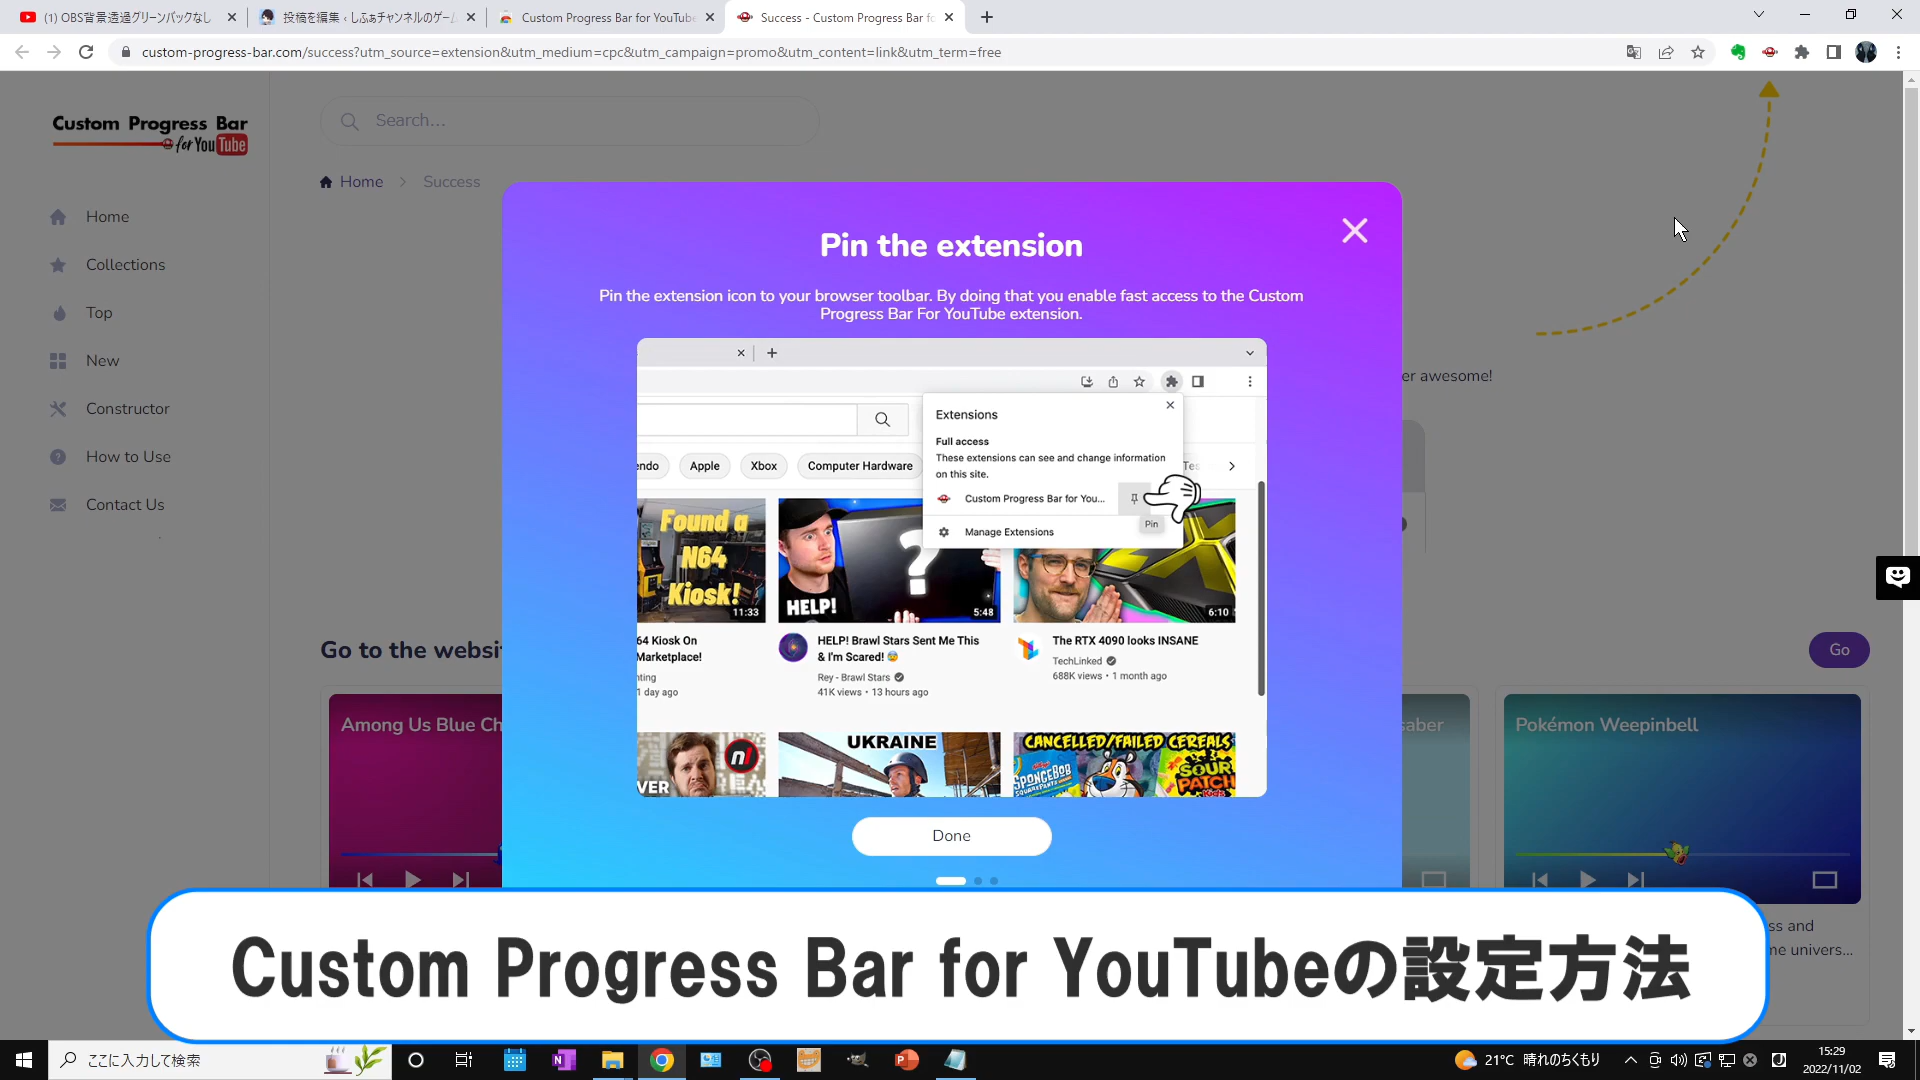 (1) OBS背景透過グリーンバックなし
投稿を編集 ‹ しふぁチャンネルのゲー
Custom Progress Bar for YouTube
Success - Custom Progress Bar fo
custom-progress-bar.com/success?utm_source=extension&utm_medium=cpc&utm_campaign=promo&utm_content=link&utm_term=free
Custom Progress Bar
for YouTube
Search...
Home
Success
Home
Collections
Top
New
Constructor
How to Use
Contact Us
Pin the extension
Pin the extension icon to your browser toolbar. By doing that you enable fast access to the Custom
Progress Bar For YouTube extension.
Extensions
Full access
These extensions can see and change information
on this site.
Custom Progress Bar for You...
Pin
Manage Extensions
endo
Apple
Xbox
Computer Hardware
Tes
Found a
N64
Kiosk!
11:33
HELP!
?
5:48
6:10
64 Kiosk On
Marketplace!
nting
1 day ago
HELP! Brawl Stars Sent Me This
& I'm Scared! 😨
Rey - Brawl Stars
41K views • 13 hours ago
The RTX 4090 looks INSANE
TechLinked
688K views • 1 month ago
VER
n
UKRAINE
CANCELLED/FAILED CEREALS
SPONGEBOB
SOUR
PATCH
Kids
Done
er awesome!
Go to the websi
Go
Among Us Blue Ch
saber
Pokémon Weepinbell
ss and
me univers...
Custom Progress Bar for YouTubeの設定方法
ここに入力して検索
21°C 晴れのちくもり
15:29
2022/11/02